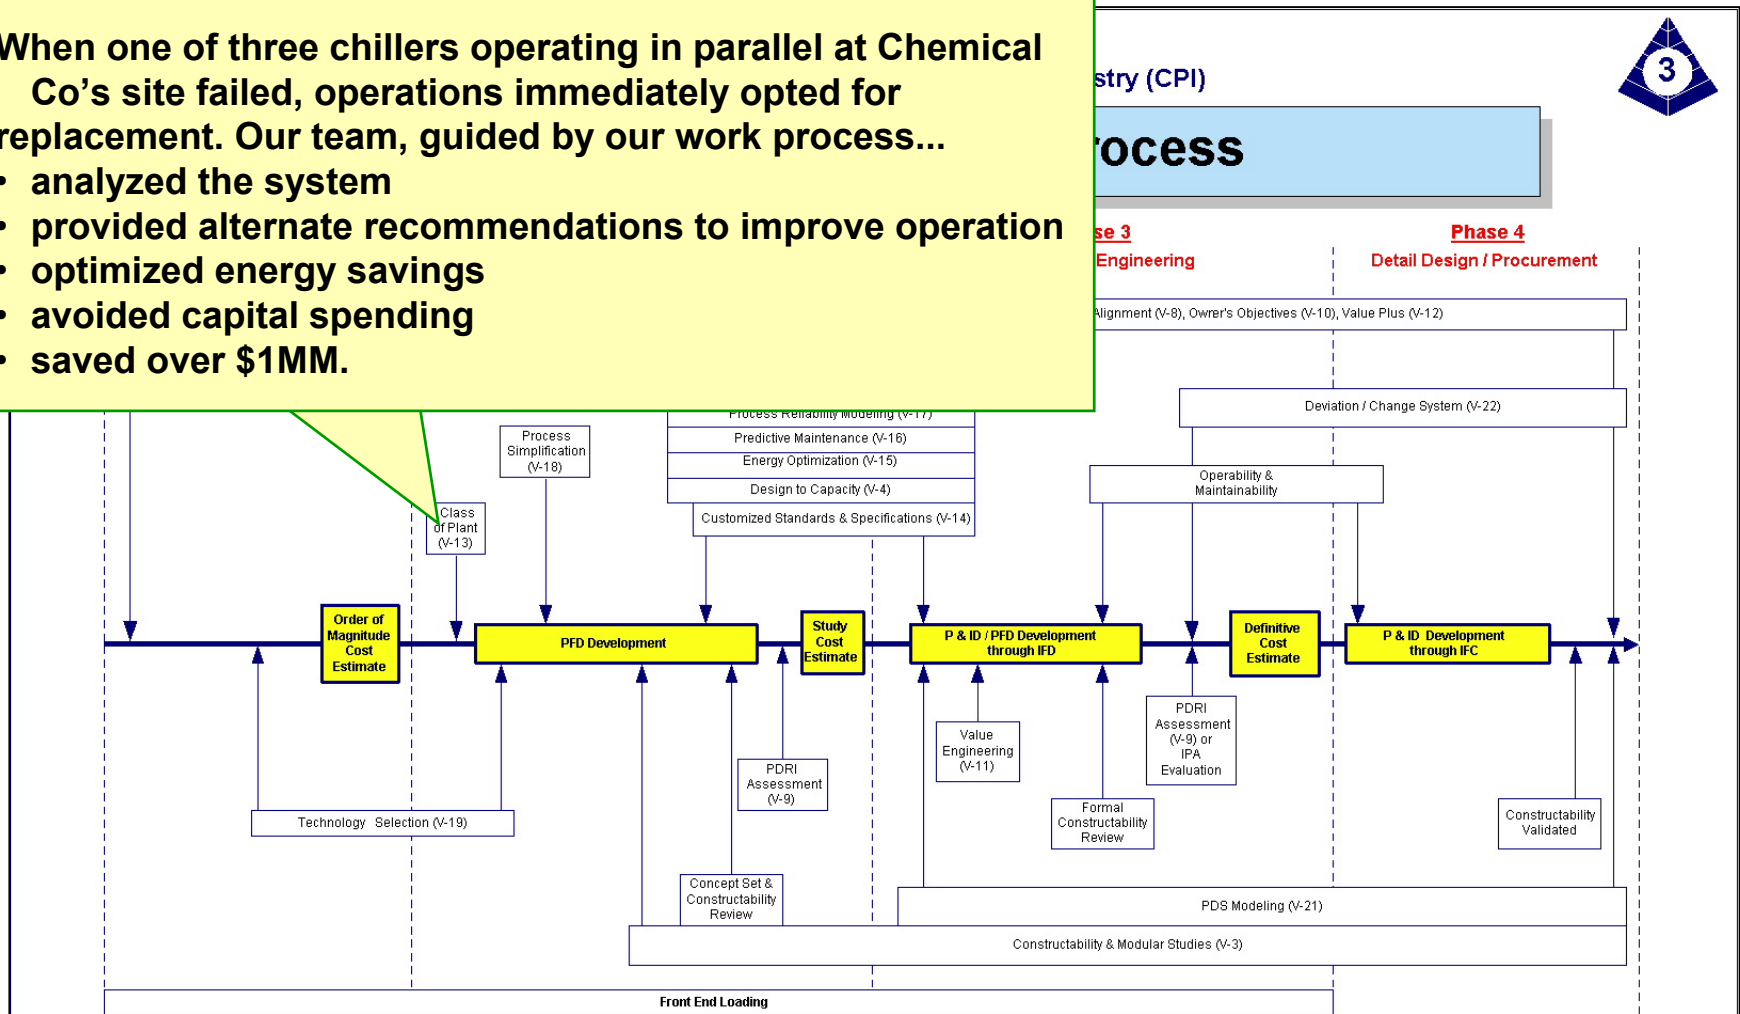 When one of three chillers operating in parallel at Chemical
Co's site failed, operations immediately opted for
replacement. Our team, guided by our work process...
• analyzed the system
• provided alternate recommendations to improve operation
• optimized energy savings
• avoided capital spending
• saved over $1MM.
stry (CPI)
3
ocess
se 3
Engineering
Phase 4
Detail Design / Procurement
Alignment (V-8), Owner's Objectives (V-10), Value Plus (V-12)
Deviation / Change System (V-22)
Process Reliability Modeling (V-17)
Predictive Maintenance (V-16)
Energy Optimization (V-15)
Design to Capacity (V-4)
Customized Standards & Specifications (V-14)
Process
Simplification
(V-18)
Operability &
Maintainability
Class
of Plant
(V-13)
Order of
Magnitude
Cost
Estimate
PFD Development
Study
Cost
Estimate
P & ID / PFD Development
through IFD
Definitive
Cost
Estimate
P & ID Development
through IFC
Value
Engineering
(V-11)
PDRI
Assessment
(V-9) or
IPA
Evaluation
PDRI
Assessment
(V-9)
Technology Selection (V-19)
Formal
Constructability
Review
Constructability
Validated
Concept Set &
Constructability
Review
PDS Modeling (V-21)
Constructability & Modular Studies (V-3)
Front End Loading